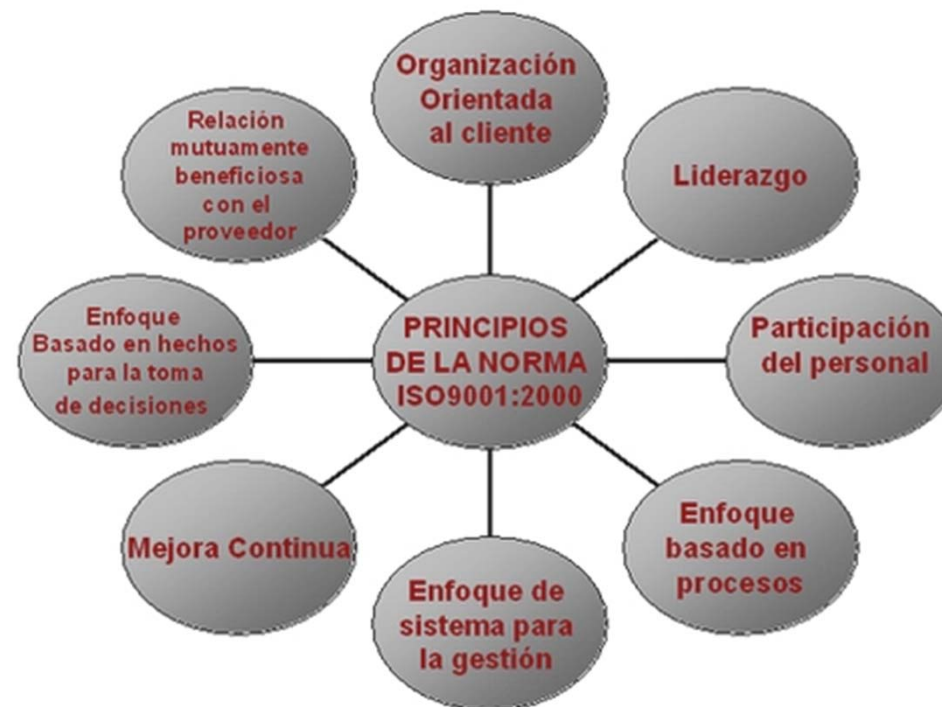 Organización
Orientada
al cliente
Liderazgo
Participación
del personal
Enfoque
basado en
procesos
Enfoque de
sistema para
la gestión
Mejora Continua
Enfoque
Basado en hechos
para la toma
de decisiones
Relación
mutuamente
beneficiosa
con el
proveedor
PRINCIPIOS
DE LA NORMA
ISO9001:2000